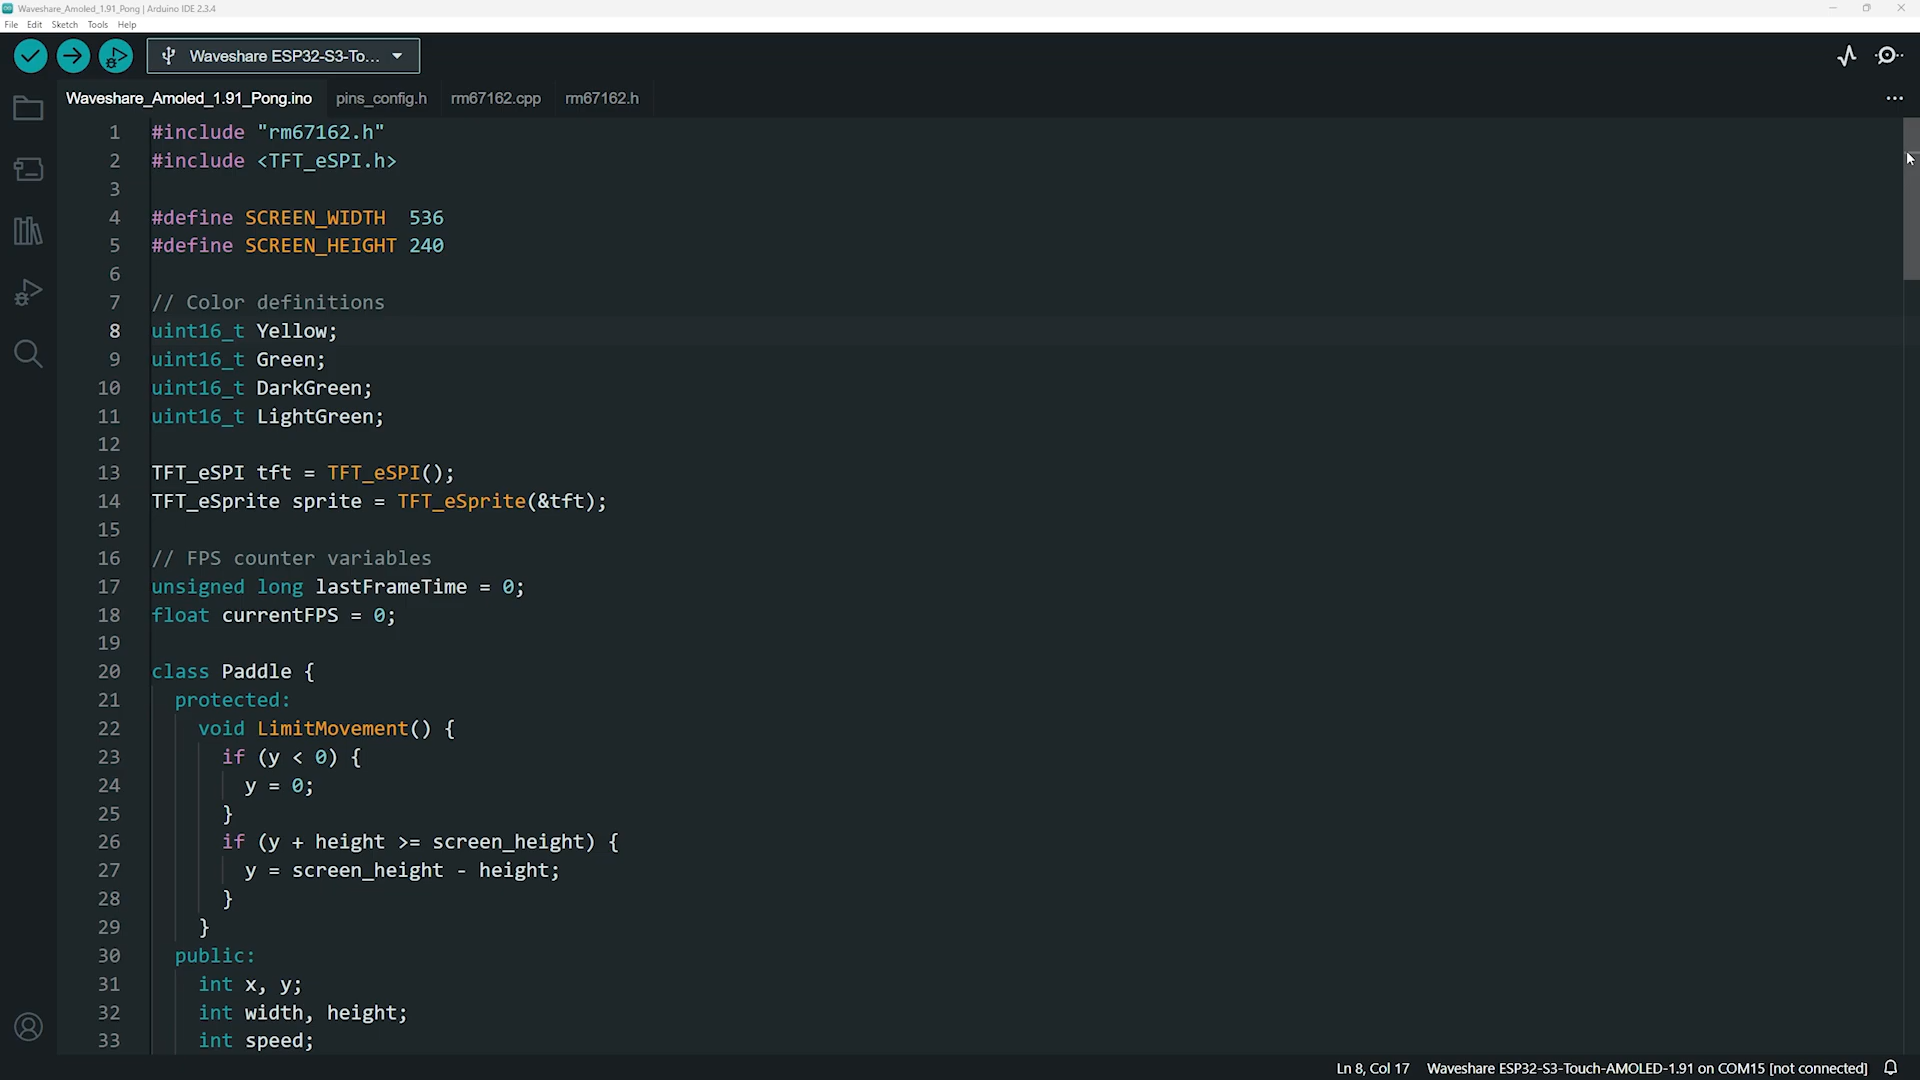 Waveshare_Amoled_1.91_Pong | Arduino IDE 2.3.4
File Edit Sketch Tools Help
Waveshare ESP32-S3-To...
Waveshare_Amoled_1.91_Pong.ino pins_config.h rm67162.cpp rm67162.h
1 #include "rm67162.h"
2 #include <TFT_eSPI.h>
3
4 #define SCREEN_WIDTH  536
5 #define SCREEN_HEIGHT 240
6
7 // Color definitions
8 uint16_t Yellow;
9 uint16_t Green;
10 uint16_t DarkGreen;
11 uint16_t LightGreen;
12
13 TFT_eSPI tft = TFT_eSPI();
14 TFT_eSprite sprite = TFT_eSprite(&tft);
15
16 // FPS counter variables
17 unsigned long lastFrameTime = 0;
18 float currentFPS = 0;
19
20 class Paddle {
21   protected:
22     void LimitMovement() {
23       if (y < 0) {
24         y = 0;
25       }
26       if (y + height >= screen_height) {
27         y = screen_height - height;
28       }
29     }
30   public:
31     int x, y;
32     int width, height;
33     int speed;
Ln 8, Col 17 Waveshare ESP32-S3-Touch-AMOLED-1.91 on COM15 [not connected]